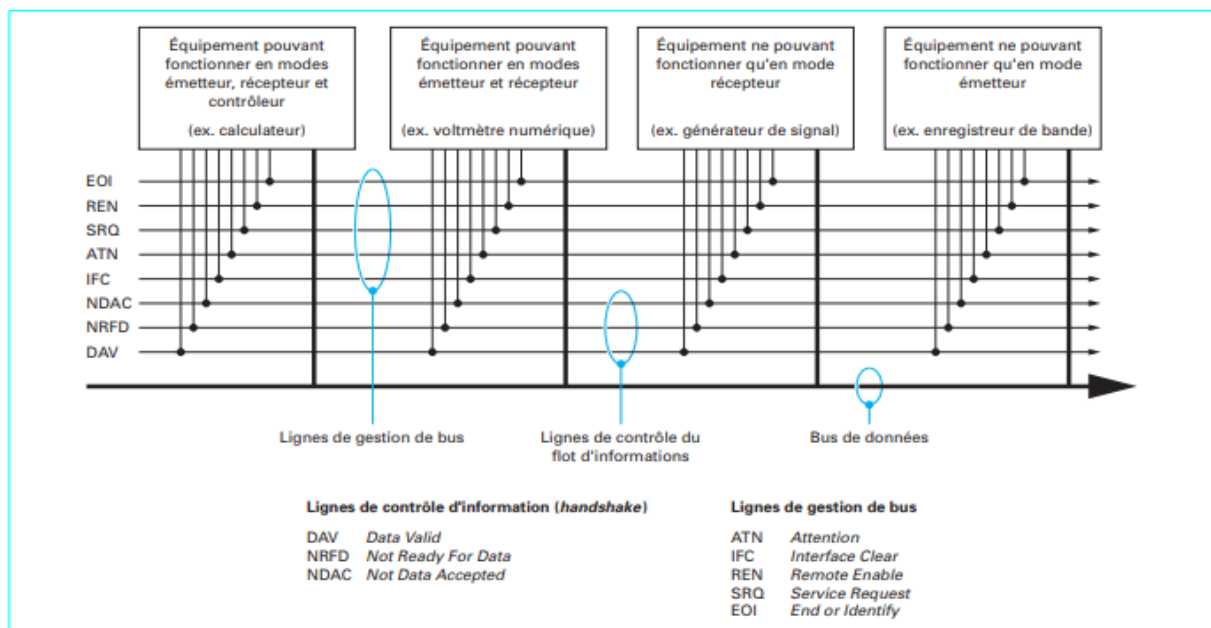 Équipement pouvant
fonctionner en modes
émetteur, récepteur et
contrôleur
(ex. calculateur)
Équipement pouvant
fonctionner en modes
émetteur et récepteur
(ex. voltmètre numérique)
Équipement ne pouvant
fonctionner qu'en mode
récepteur
(ex. générateur de signal)
Équipement ne pouvant
fonctionner qu'en mode
émetteur
(ex. enregistreur de bande)
EOI
REN
SRQ
ATN
IFC
NDAC
NRFD
DAV
Lignes de gestion de bus
Lignes de contrôle du
flot d'informations
Bus de données
Lignes de contrôle d'information (handshake)
DAV Data Valid
NRFD Not Ready For Data
NDAC Not Data Accepted
Lignes de gestion de bus
ATN Attention
IFC Interface Clear
REN Remote Enable
SRQ Service Request
EOI End or Identify